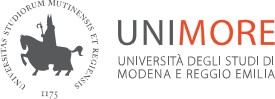 UNIVERSITAS STUDIORUM MUTINENSIS ET REGIENSIS
1175
UNIMORE
UNIVERSITÀ DEGLI STUDI DI
MODENA E REGGIO EMILIA